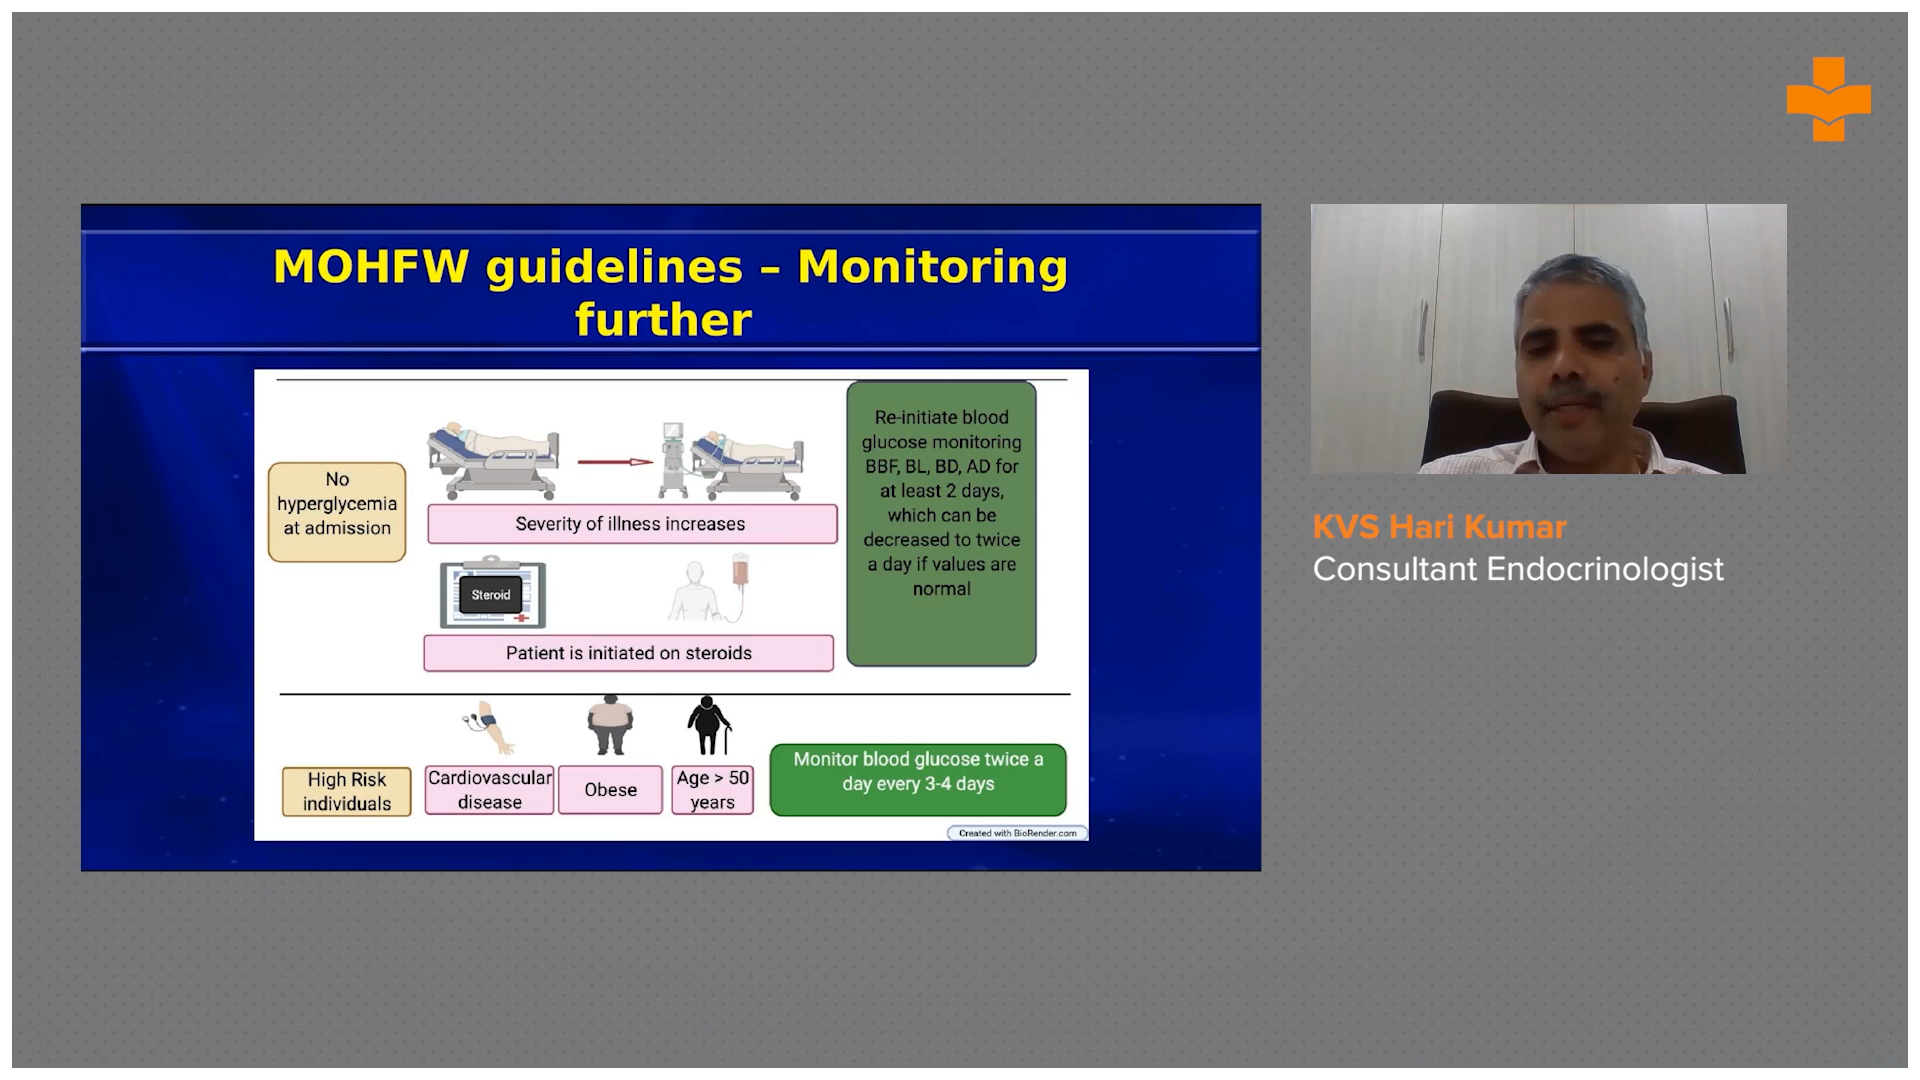 MOHFW guidelines – Monitoring
further
No
hyperglycemia
at admission
Severity of illness increases
Steroid
Patient is initiated on steroids
Re-initiate blood
glucose monitoring
BBF, BL, BD, AD for
at least 2 days,
which can be
decreased to twice
a day if values are
normal
High Risk
individuals
Cardiovascular
disease
Obese
Age > 50
years
Monitor blood glucose twice a
day every 3-4 days
Created with BioRender.com
KVS Hari Kumar
Consultant Endocrinologist